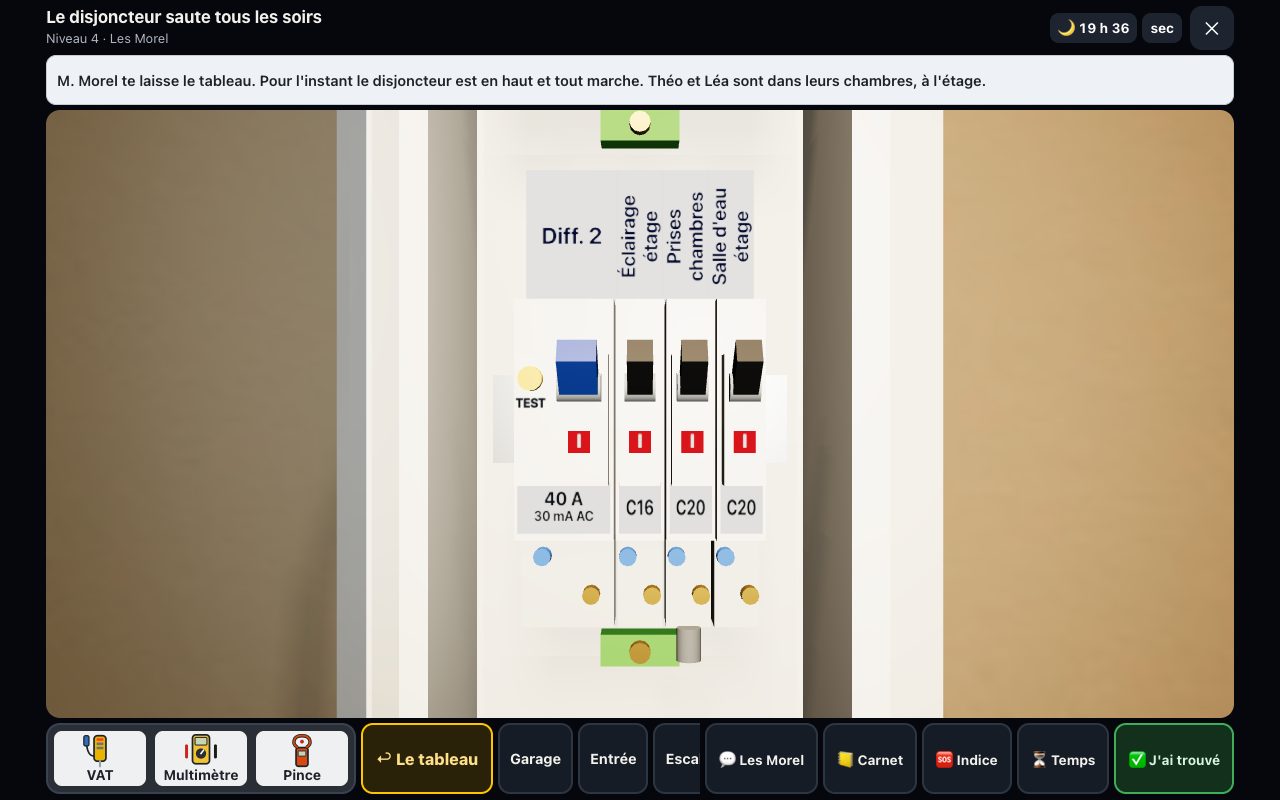 Le disjoncteur saute tous les soirs
Niveau 4 · Les Morel
19 h 36
sec
M. Morel te laisse le tableau. Pour l'instant le disjoncteur est en haut et tout marche. Théo et Léa sont dans leurs chambres, à l'étage.
Diff. 2
Éclairage
étage
Prises
chambres
Salle d'eau
étage
TEST
I
I
I
I
40 A
30 mA AC
C16
C20
C20
VAT
Multimètre
Pince
Le tableau
Garage
Entrée
Esca
Les Morel
Carnet
SOS
Indice
Temps
J'ai trouvé